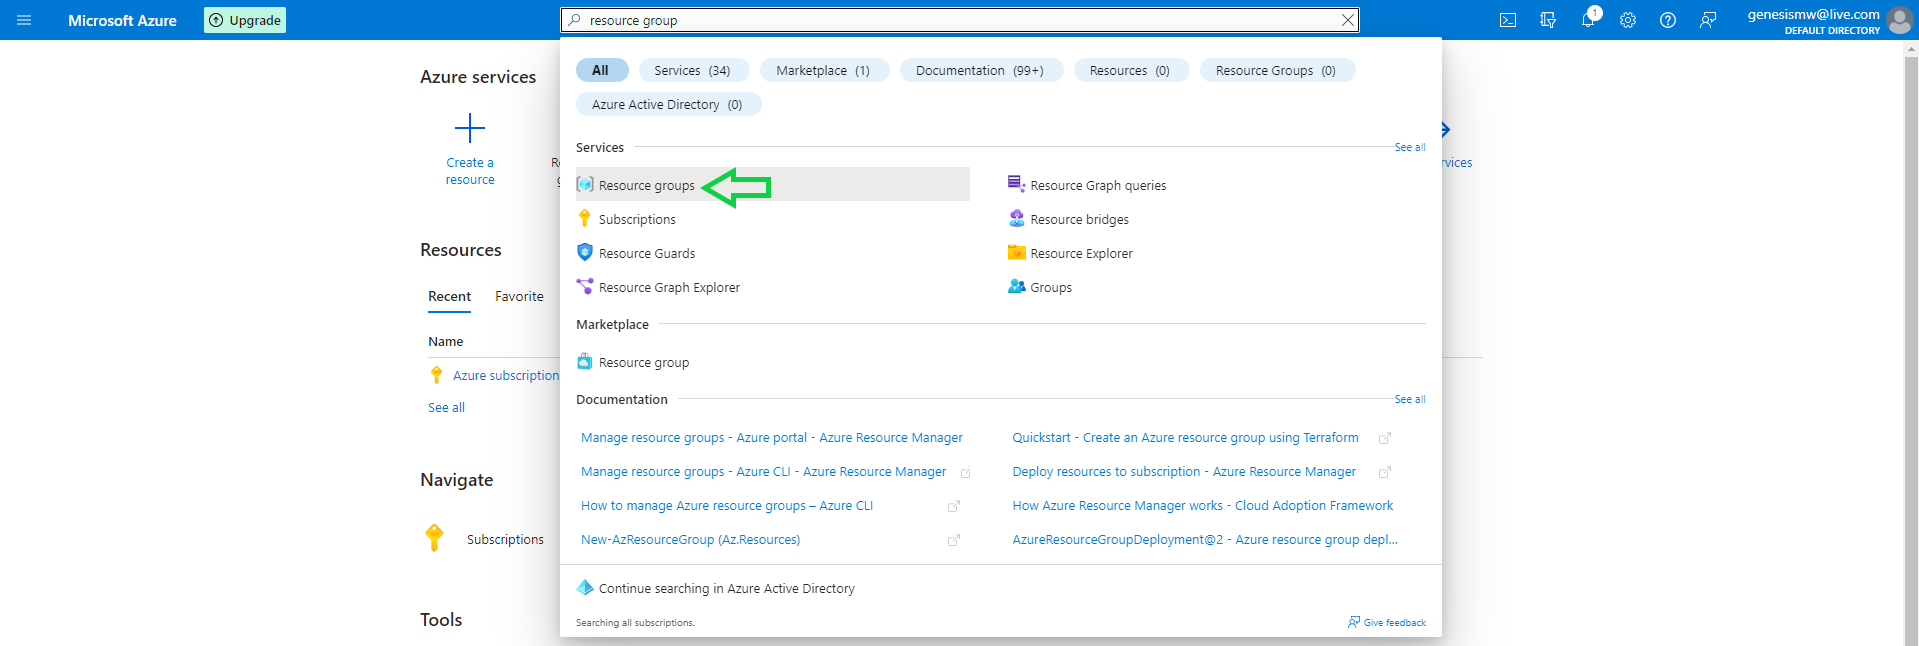 Microsoft Azure
Upgrade
resource group
1
genesismw@live.com
DEFAULT DIRECTORY
Azure services
Create a
resource
All
Services (34)
Marketplace (1)
Documentation (99+)
Resources (0)
Resource Groups (0)
Azure Active Directory (0)
Services
See all
Resource groups
Resource Graph queries
Subscriptions
Resource bridges
Resource Guards
Resource Explorer
Resource Graph Explorer
Groups
Marketplace
Resource group
Documentation
See all
Manage resource groups - Azure portal - Azure Resource Manager
Quickstart - Create an Azure resource group using Terraform
Manage resource groups - Azure CLI - Azure Resource Manager
Deploy resources to subscription - Azure Resource Manager
How to manage Azure resource groups – Azure CLI
How Azure Resource Manager works - Cloud Adoption Framework
New-AzResourceGroup (Az.Resources)
AzureResourceGroupDeployment@2 - Azure resource group depl...
Continue searching in Azure Active Directory
Searching all subscriptions.
Give feedback
Resources
Recent
Favorite
Name
Azure subscription
See all
Navigate
Subscriptions
Tools